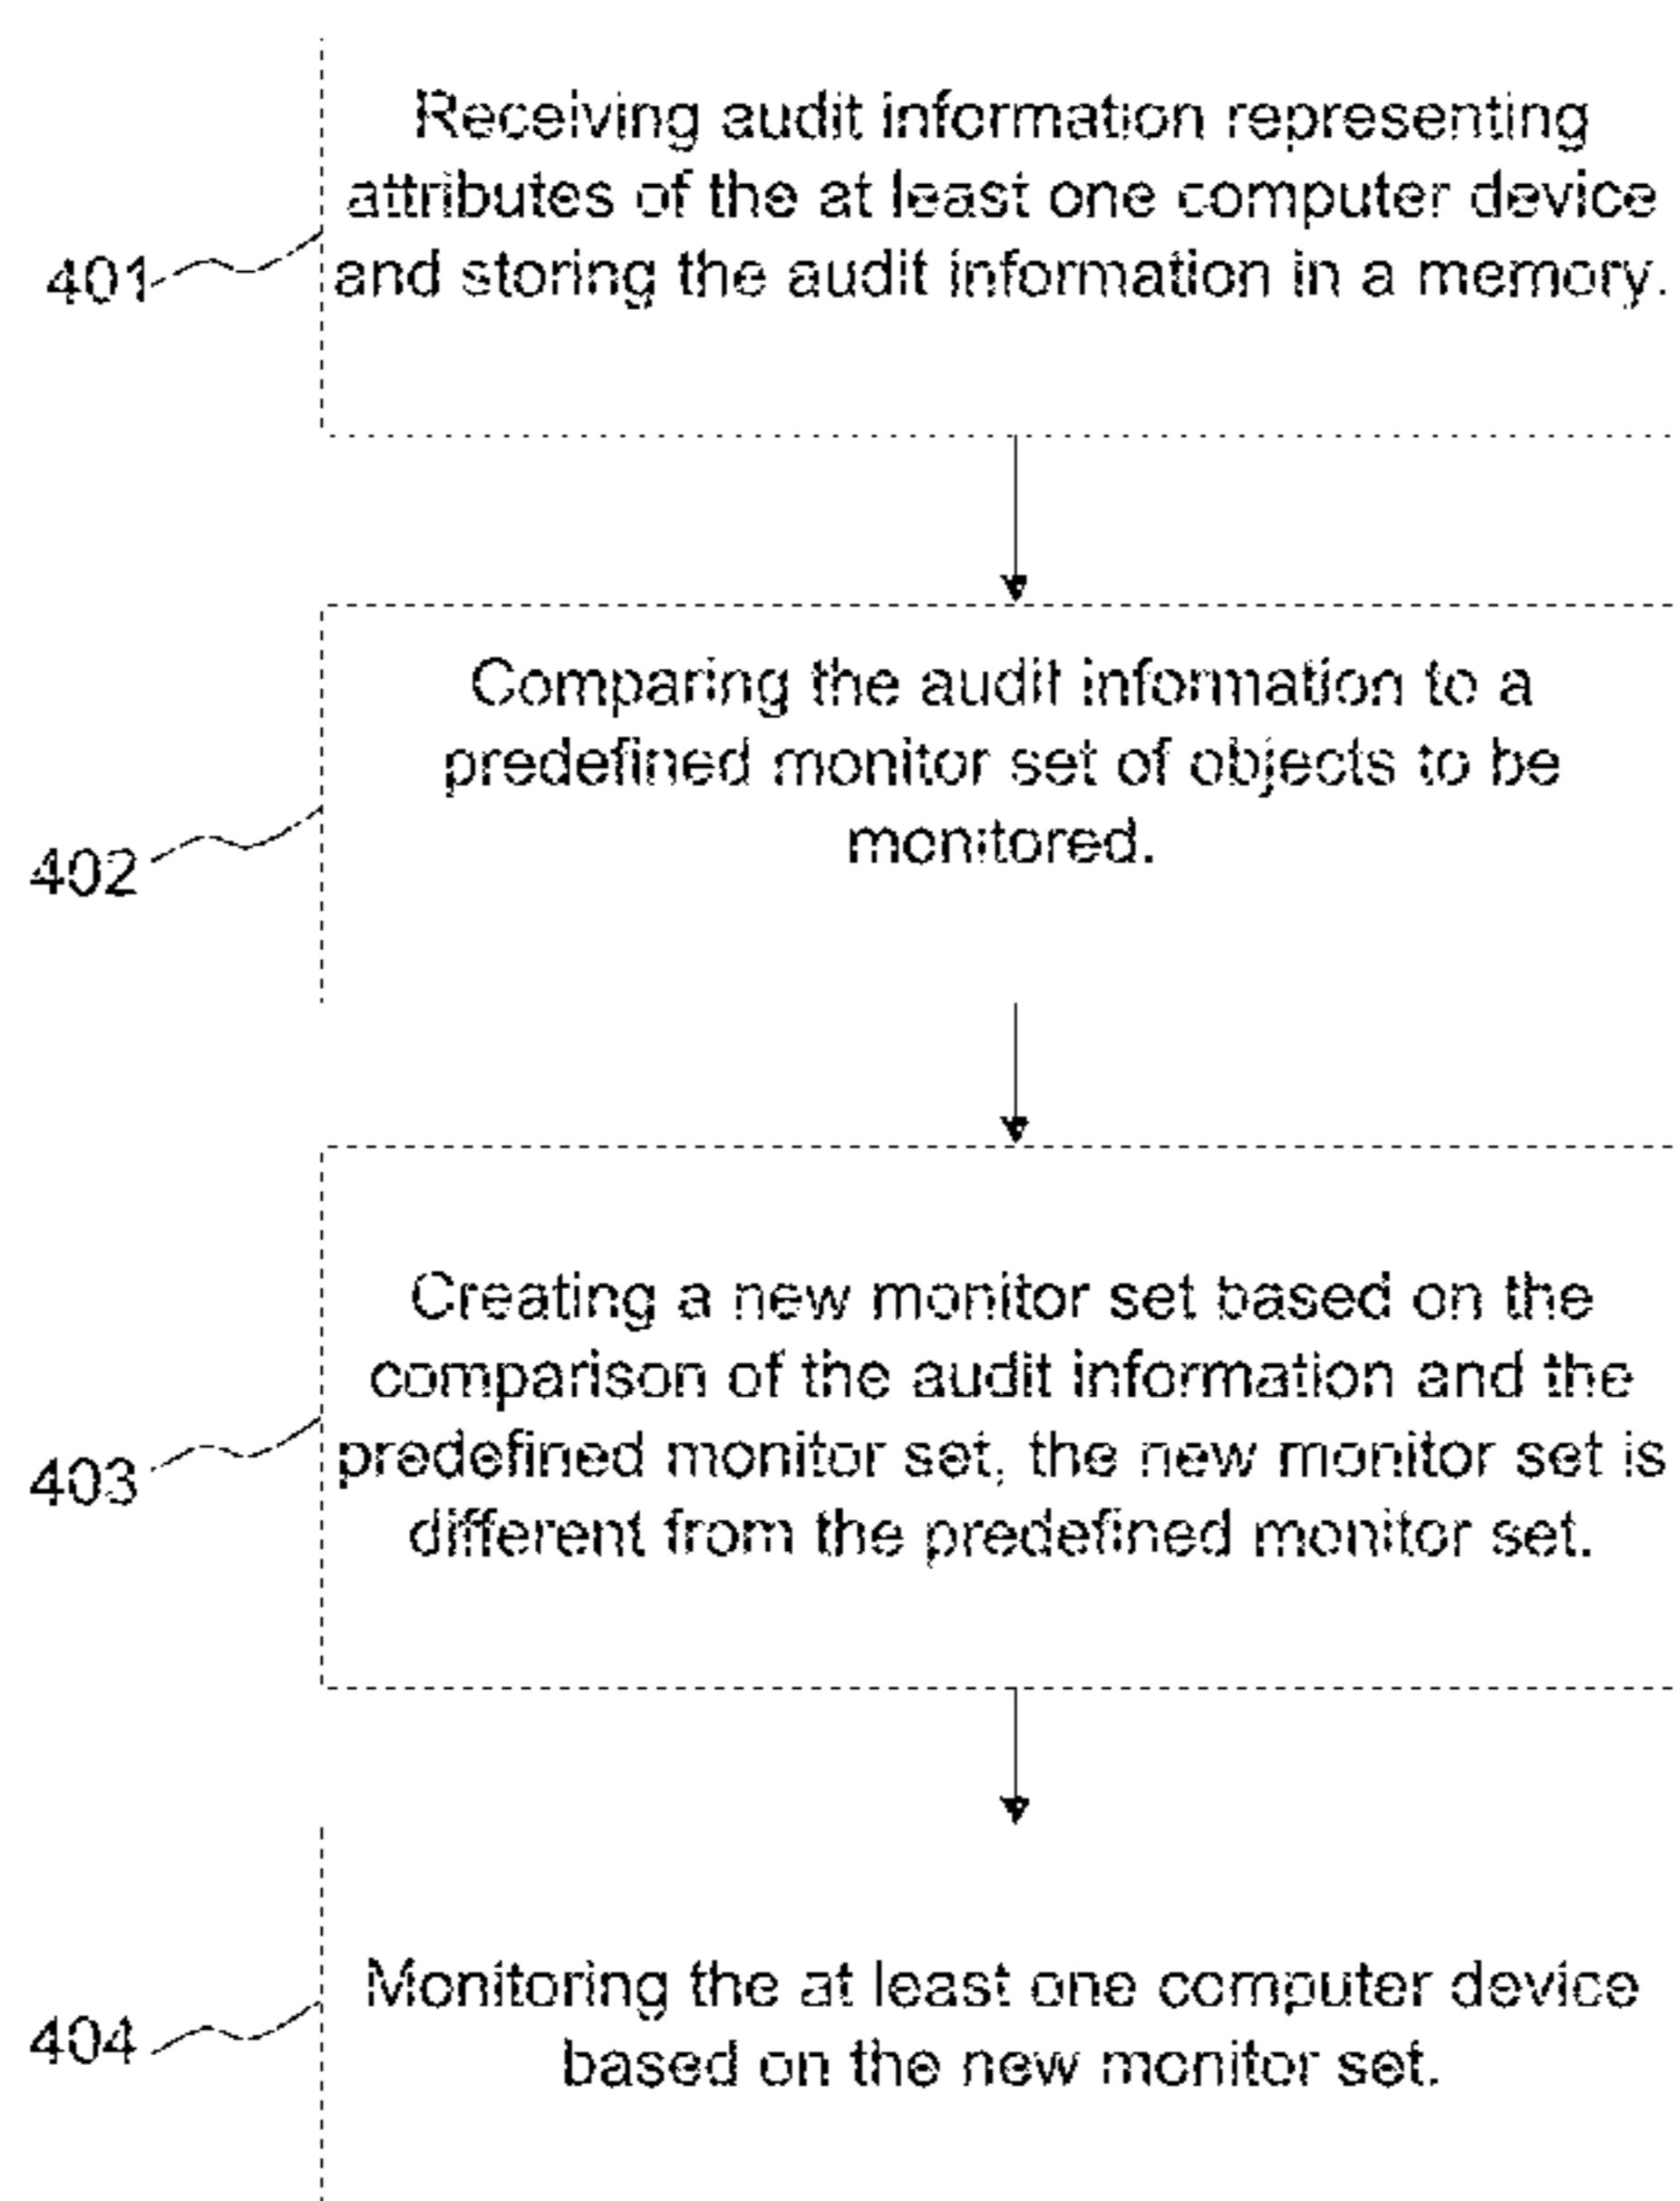 Receiving audit information representing
attributes of the at least one computer device
401
and storing the audit information in a memory.
Comparing the audit information to a
predefined monitor set of objects to be
monitored.
402
Creating a new monitor set based on the
comparison of the audit information and the
predefined monitor set, the new monitor set is
403
different from the predefined monitor set.
Monitoring the at least one computer device
404
based on the new monitor set.